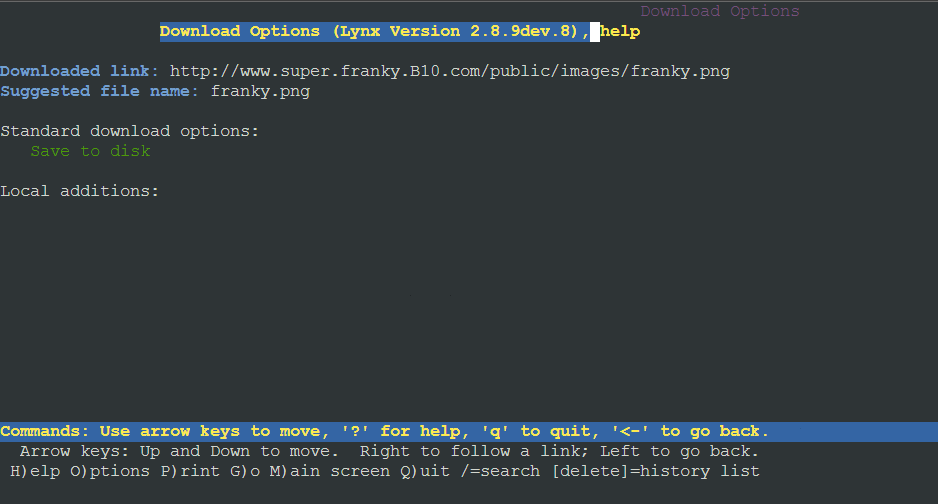 Download Options
Download Options (Lynx Version 2.8.9dev.8), help
Downloaded link: http://www.super.franky.B10.com/public/images/franky.png
Suggested file name: franky.png
Standard download options:
Save to disk
Local additions:
Commands: Use arrow keys to move, '?' for help, 'q' to quit, '<-' to go back.
Arrow keys: Up and Down to move.  Right to follow a link; Left to go back.
H)elp O)ptions P)rint G)o M)ain screen Q)uit /=search [delete]=history list